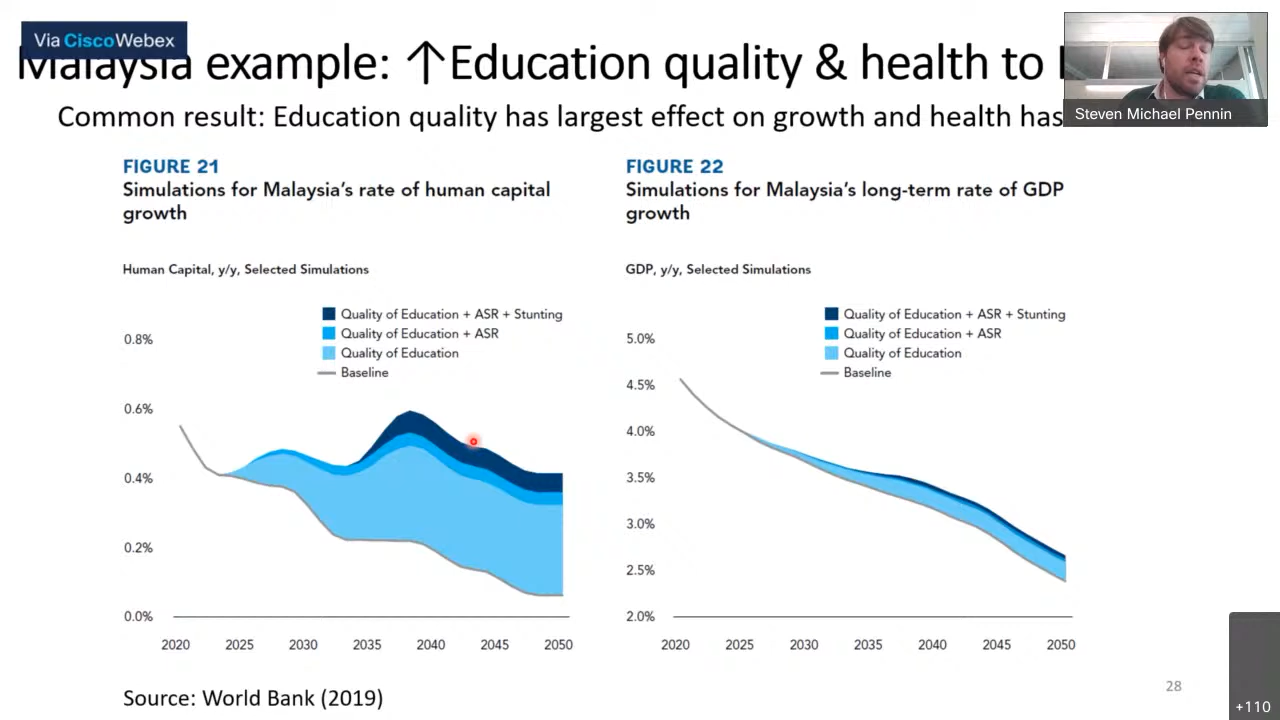 Via Cisco Webex
Malaysia example: ↑Education quality & health to
Common result: Education quality has largest effect on growth and health has
Steven Michael Pennin
FIGURE 21
Simulations for Malaysia's rate of human capital
growth
Human Capital, y/y, Selected Simulations
Quality of Education + ASR + Stunting
Quality of Education + ASR
Quality of Education
Baseline
0.8%
0.6%
0.4%
0.2%
0.0%
2020 2025 2030 2035 2040 2045 2050
FIGURE 22
Simulations for Malaysia's long-term rate of GDP
growth
GDP, y/y, Selected Simulations
Quality of Education + ASR + Stunting
Quality of Education + ASR
Quality of Education
Baseline
5.0%
4.5%
4.0%
3.5%
3.0%
2.5%
2.0%
2020 2025 2030 2035 2040 2045 2050
Source: World Bank (2019)
28
+110